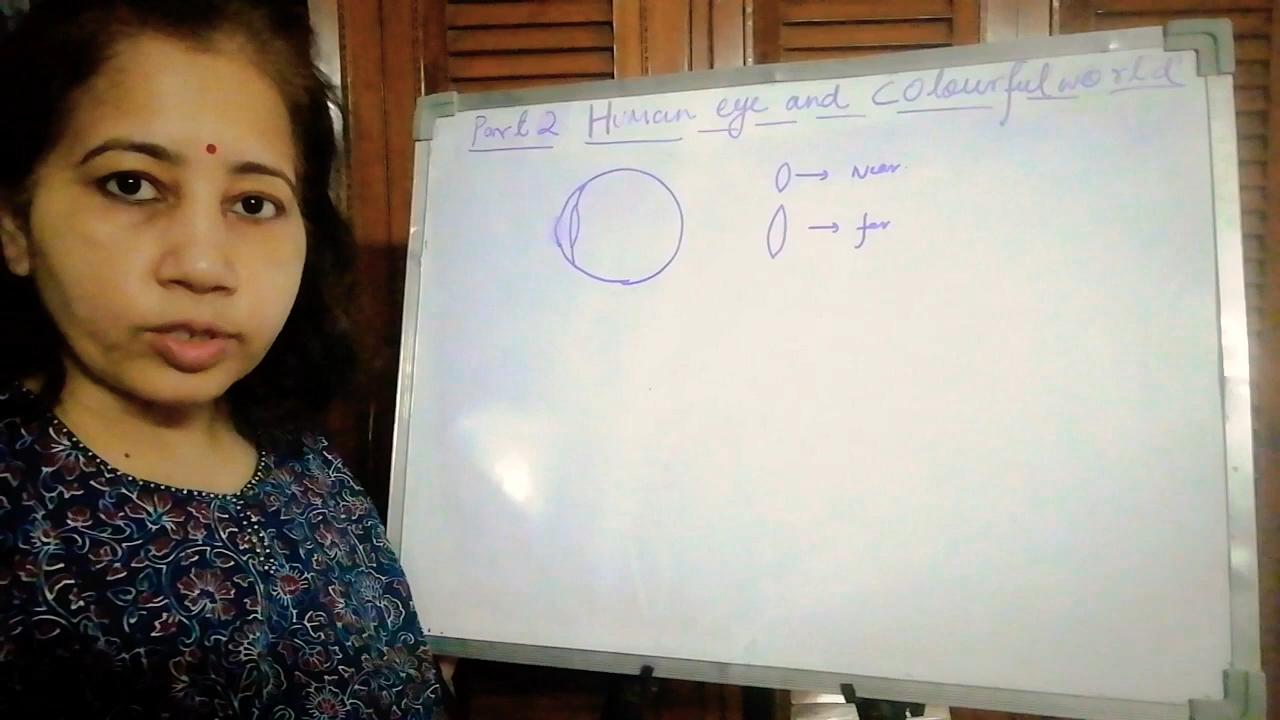 Part 2 Human eye and Colourful world
→ Near.
→ far